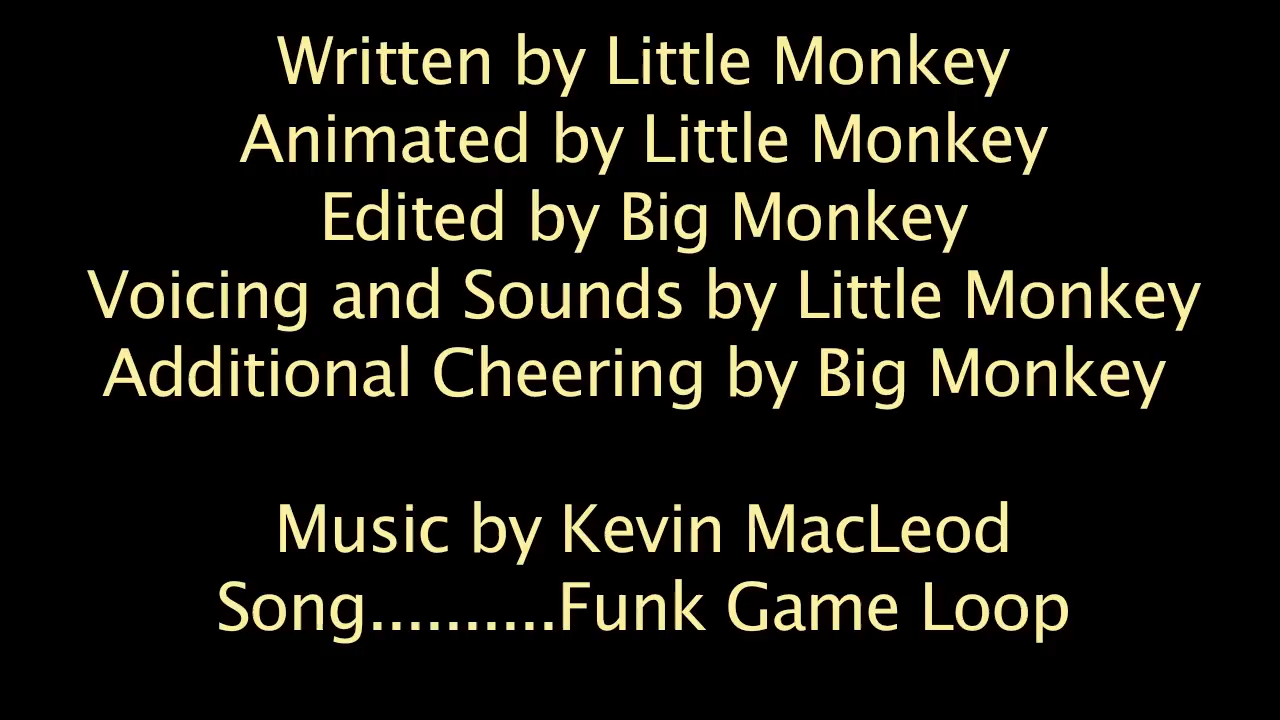 Written by Little Monkey
Animated by Little Monkey
Edited by Big Monkey
Voicing and Sounds by Little Monkey
Additional Cheering by Big Monkey
Music by Kevin MacLeod
Song..........Funk Game Loop